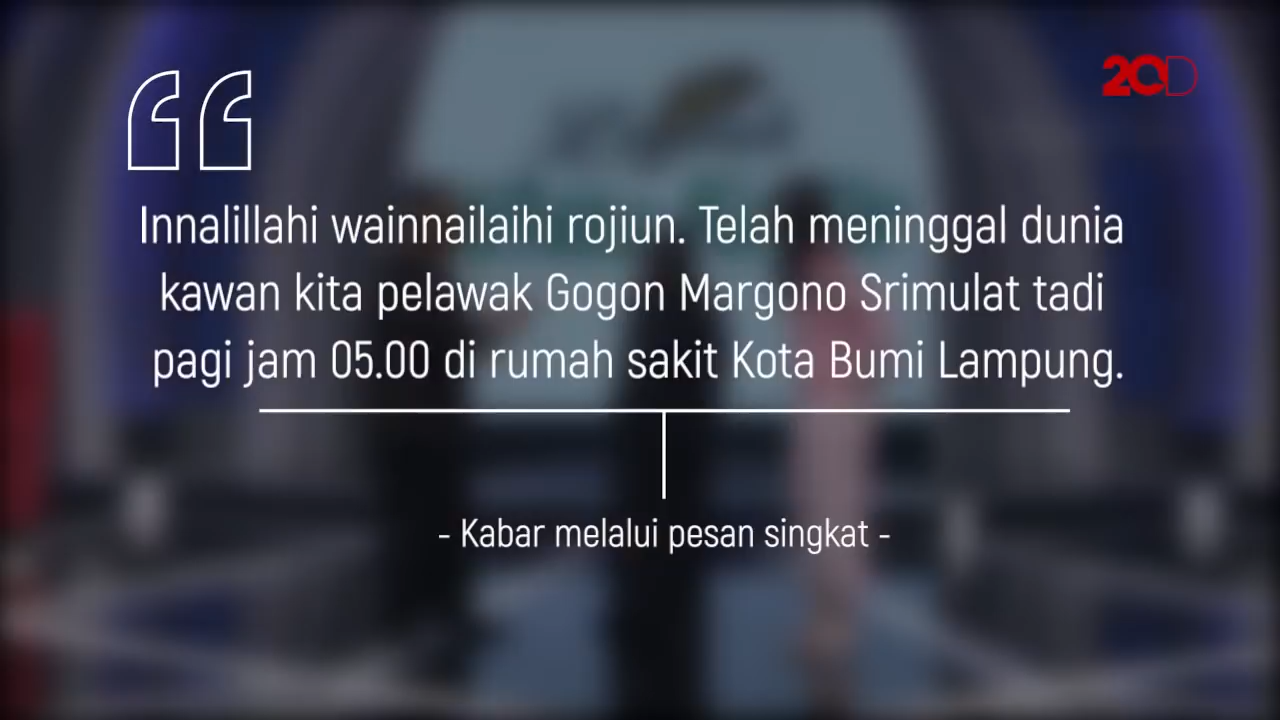 20D
Innalillahi wainnailaihi rojiun. Telah meninggal dunia
kawan kita pelawak Gogon Margono Srimulat tadi
pagi jam 05.00 di rumah sakit Kota Bumi Lampung.
- Kabar melalui pesan singkat -